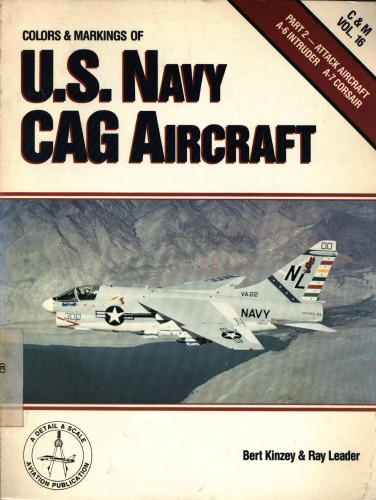 COLORS & MARKINGS OF
U.S. NAVY
CAG AIRCRAFT
C & M
VOL. 16
PART 2 — ATTACK AIRCRAFT
A-6 INTRUDER A-7 CORSAIR
00
NL
VA-22
NAVY
300
A DETAIL & SCALE
AVIATION PUBLICATION
Bert Kinzey & Ray Leader